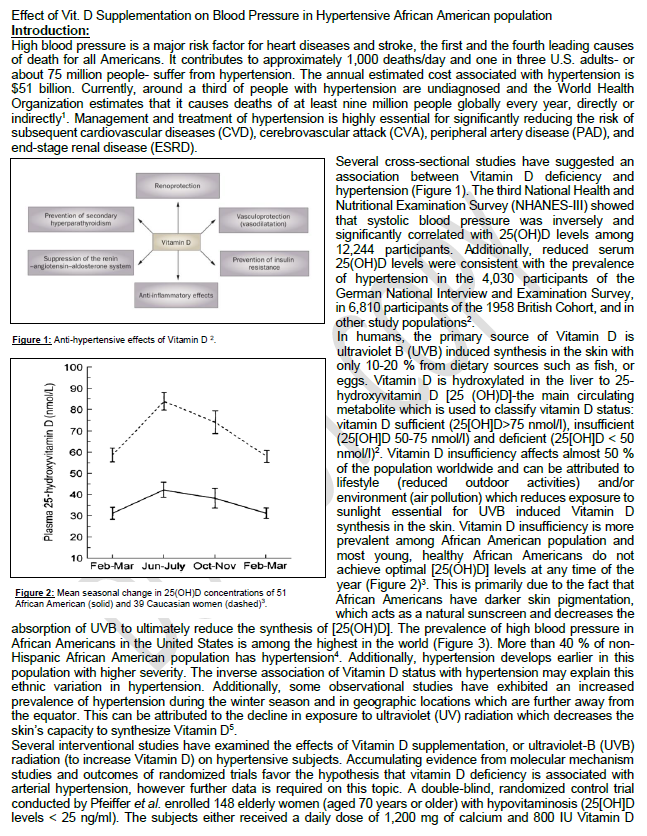 Effect of Vit. D Supplementation on Blood Pressure in Hypertensive African American population
Introduction:
High blood pressure is a major risk factor for heart diseases and stroke, the first and the fourth leading causes
of death for all Americans. It contributes to approximately 1,000 deaths/day and one in three U.S. adults- or
about 75 million people- suffer from hypertension. The annual estimated cost associated with hypertension is
$51 billion. Currently, around a third of people with hypertension are undiagnosed and the World Health
Organization estimates that it causes deaths of at least nine million people globally every year, directly or
indirectly¹. Management and treatment of hypertension is highly essential for significantly reducing the risk of
subsequent cardiovascular diseases (CVD), cerebrovascular attack (CVA), peripheral artery disease (PAD), and
end-stage renal disease (ESRD).
Renoprotection
Prevention of secondary
hyperparathyroidism
Vasculoprotection
(vasodilatation)
Vitamin D
Suppression of the renin
–angiotensin–aldosterone system
Prevention of insulin
resistance
Anti-inflammatory effects
Figure 1: Anti-hypertensive effects of Vitamin D ².
Several cross-sectional studies have suggested an
association between Vitamin D deficiency and
hypertension (Figure 1). The third National Health and
Nutritional Examination Survey (NHANES-III) showed
that systolic blood pressure was inversely and
significantly correlated with 25(OH)D levels among
12,244 participants. Additionally, reduced serum
25(OH)D levels were consistent with the prevalence
of hypertension in the 4,030 participants of the
German National Interview and Examination Survey,
in 6,810 participants of the 1958 British Cohort, and in
other study populations².
In humans, the primary source of Vitamin D is
ultraviolet B (UVB) induced synthesis in the skin with
only 10-20 % from dietary sources such as fish, or
eggs. Vitamin D is hydroxylated in the liver to 25-
hydroxyvitamin D [25 (OH)D]-the main circulating
metabolite which is used to classify vitamin D status:
vitamin D sufficient (25[OH]D>75 nmol/l), insufficient
(25[OH]D 50-75 nmol/l) and deficient (25[OH]D < 50
nmol/l)². Vitamin D insufficiency affects almost 50 %
of the population worldwide and can be attributed to
lifestyle (reduced outdoor activities) and/or
environment (air pollution) which reduces exposure to
sunlight essential for UVB induced Vitamin D
synthesis in the skin. Vitamin D insufficiency is more
prevalent among African American population and
most young, healthy African Americans do not
achieve optimal [25(OH)D] levels at any time of the
year (Figure 2)³. This is primarily due to the fact that
African Americans have darker skin pigmentation,
which acts as a natural sunscreen and decreases the
Plasma 25-hydroxyvitamin D (nmol/L)
100
90
80
70
60
50
40
30
20
10
Feb-Mar Jun-July Oct-Nov Feb-Mar
Figure 2: Mean seasonal change in 25(OH)D concentrations of 51
African American (solid) and 39 Caucasian women (dashed)³.
absorption of UVB to ultimately reduce the synthesis of [25(OH)D]. The prevalence of high blood pressure in
African Americans in the United States is among the highest in the world (Figure 3). More than 40 % of non-
Hispanic African American population has hypertension⁴. Additionally, hypertension develops earlier in this
population with higher severity. The inverse association of Vitamin D status with hypertension may explain this
ethnic variation in hypertension. Additionally, some observational studies have exhibited an increased
prevalence of hypertension during the winter season and in geographic locations which are further away from
the equator. This can be attributed to the decline in exposure to ultraviolet (UV) radiation which decreases the
skin's capacity to synthesize Vitamin D⁵.
Several interventional studies have examined the effects of Vitamin D supplementation, or ultraviolet-B (UVB)
radiation (to increase Vitamin D) on hypertensive subjects. Accumulating evidence from molecular mechanism
studies and outcomes of randomized trials favor the hypothesis that vitamin D deficiency is associated with
arterial hypertension, however further data is required on this topic. A double-blind, randomized control trial
conducted by Pfeiffer et al. enrolled 148 elderly women (aged 70 years or older) with hypovitaminosis (25[OH]D
levels < 25 ng/ml). The subjects either received a daily dose of 1,200 mg of calcium and 800 IU Vitamin D